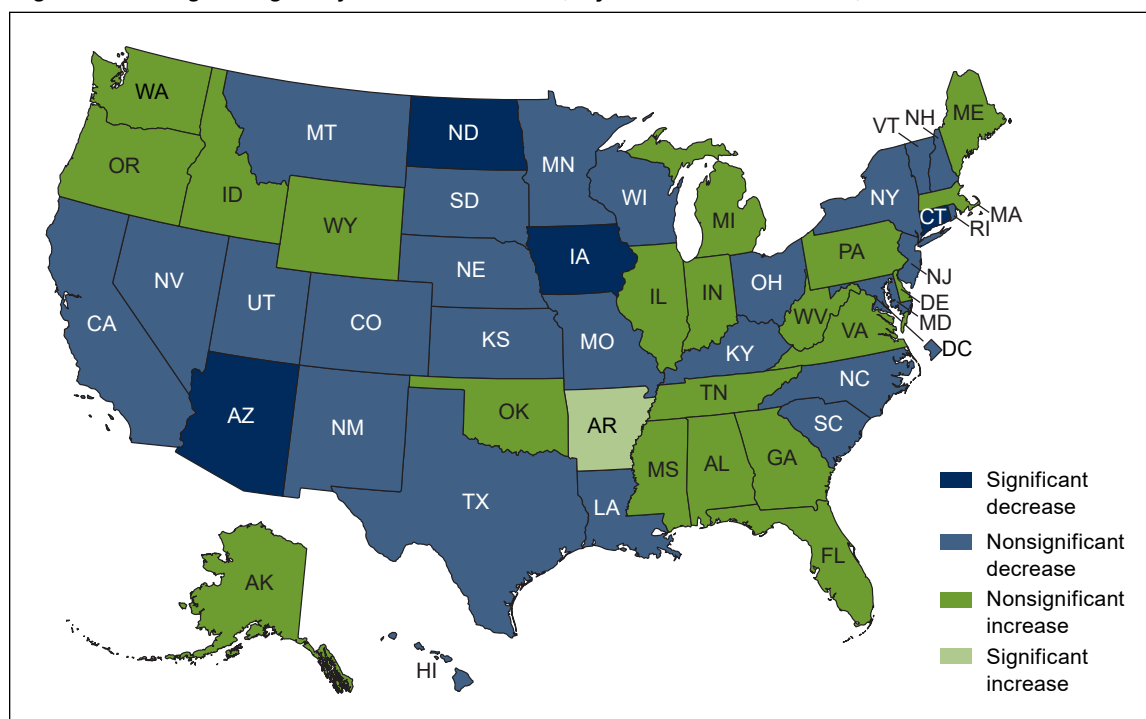 WA
MT
ND
MN
VT
NH
ME
OR
ID
SD
WI
NY
MA
CT
RI
WY
MI
IA
NE
PA
NJ
NV
UT
IL
IN
OH
DE
CA
CO
KS
MO
WV
VA
MD
DC
KY
NC
TN
AZ
NM
OK
AR
SC
MS
AL
GA
TX
LA
FL
AK
HI
Significant
decrease
Nonsignificant
decrease
Nonsignificant
increase
Significant
increase